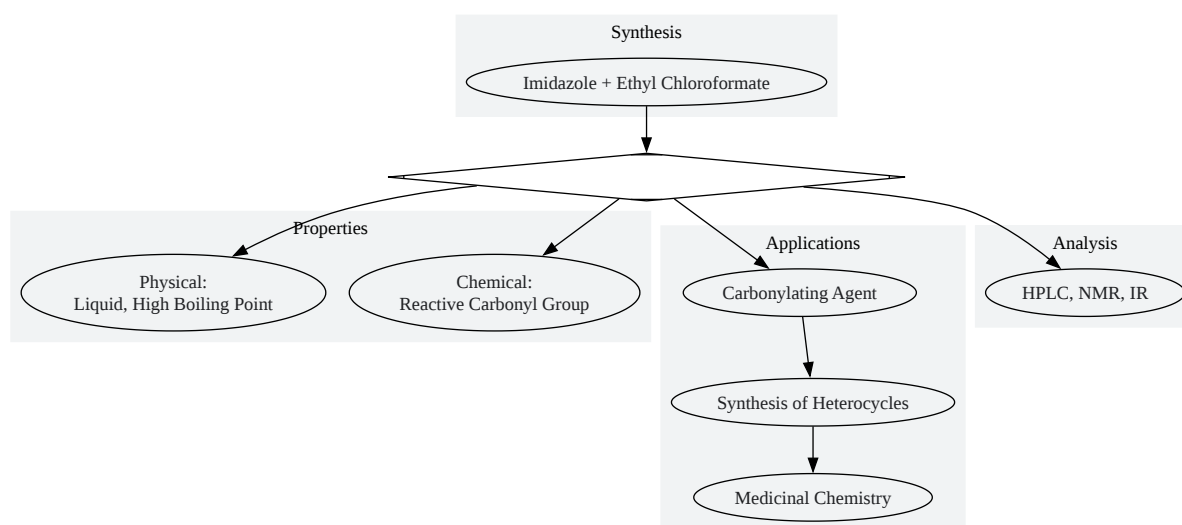 Synthesis
Imidazole + Ethyl Chloroformate
Properties
Physical:
Liquid, High Boiling Point
Chemical:
Reactive Carbonyl Group
Applications
Carbonylating Agent
Synthesis of Heterocycles
Medicinal Chemistry
Analysis
HPLC, NMR, IR